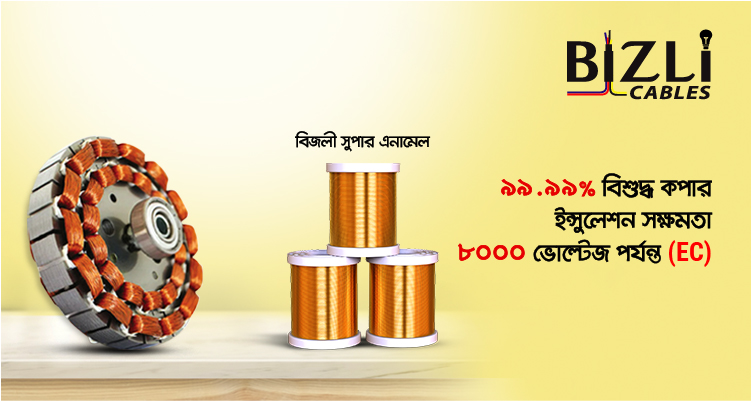 BIZLI
CABLES
বিজলী সুপার এনামেল
৯৯.৯৯% বিশুদ্ধ কপার
ইন্সুলেশন সক্ষমতা
৮০০০ ভোল্টেজ পর্যন্ত (EC)